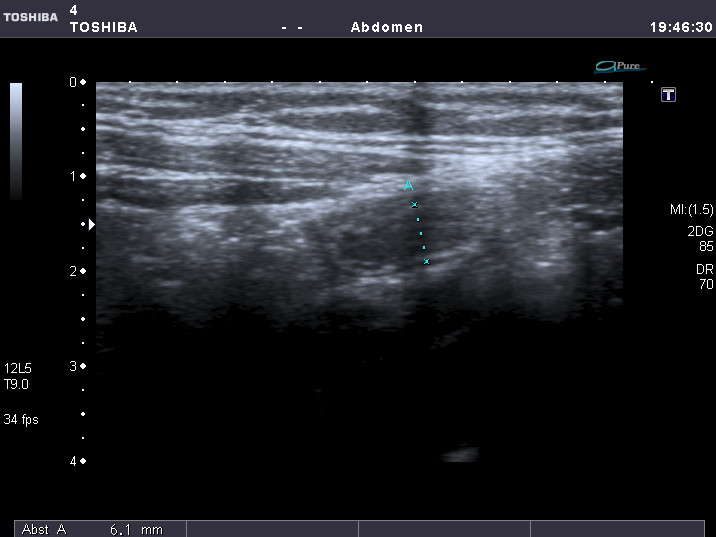 TOSHIBA
4
TOSHIBA - - Abdomen 19:46:30
Pure
T
0
1
A
2
3
4
MI:(1.5)
2DG
85
DR
70
12L5
T9.0
34 fps
Abst A 6.1 mm